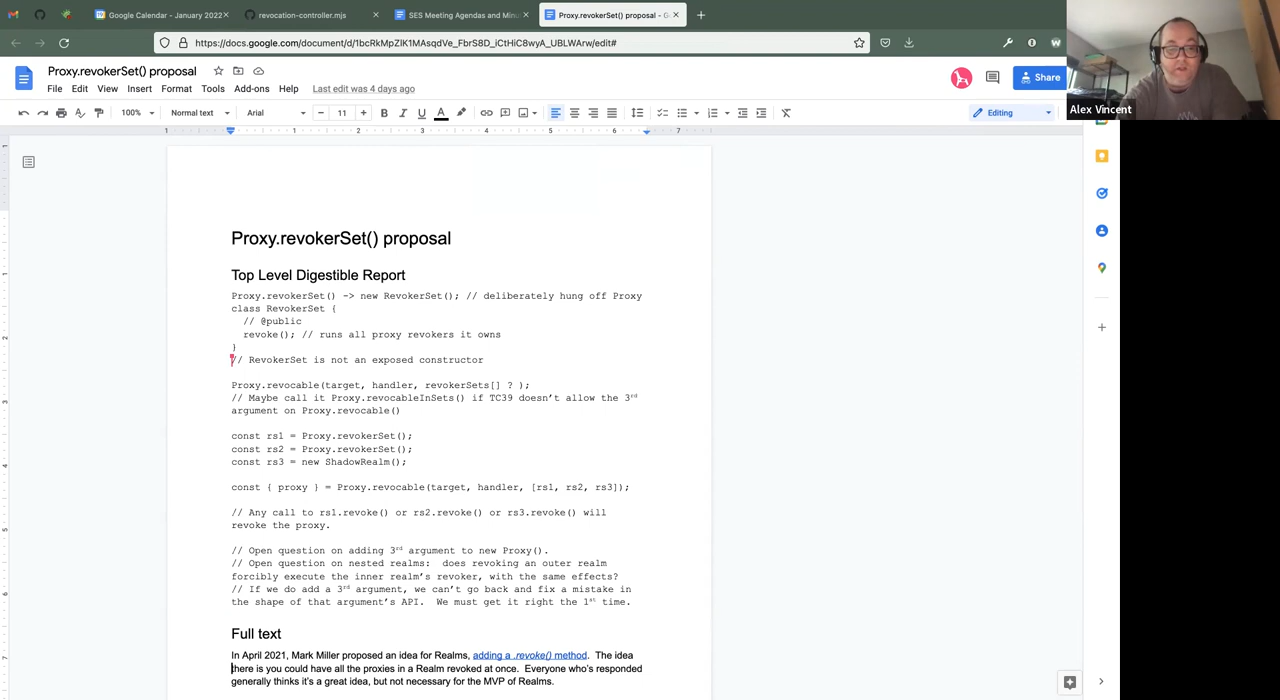 Google Calendar - January 2022
revocation-controller.mjs
SES Meeting Agendas and Minu
Proxy.revokerSet() proposal - Go
https://docs.google.com/document/d/1bcRkMpZIK1MAsqdVe_FbrS8D_iCtHiC8wyA_UBLWArw/edit#
Proxy.revokerSet() proposal
File Edit View Insert Format Tools Add-ons Help Last edit was 4 days ago
Share
Alex Vincent
100% Normal text Arial 11 B I U A Editing
1 1 2 3 4 5 6 7
Proxy.revokerSet() proposal
Top Level Digestible Report
Proxy.revokerSet() -> new RevokerSet(); // deliberately hung off Proxy
class RevokerSet {
// @public
revoke(); // runs all proxy revokers it owns
}
// RevokerSet is not an exposed constructor
Proxy.revocable(target, handler, revokerSets[] ? );
// Maybe call it Proxy.revocableInSets() if TC39 doesn't allow the 3rd
argument on Proxy.revocable()
const rs1 = Proxy.revokerSet();
const rs2 = Proxy.revokerSet();
const rs3 = new ShadowRealm();
const { proxy } = Proxy.revocable(target, handler, [rs1, rs2, rs3]);
// Any call to rs1.revoke() or rs2.revoke() or rs3.revoke() will
revoke the proxy.
// Open question on adding 3rd argument to new Proxy().
// Open question on nested realms:  does revoking an outer realm
forcibly execute the inner realm's revoker, with the same effects?
// If we do add a 3rd argument, we can't go back and fix a mistake in
the shape of that argument's API.  We must get it right the 1st time.
Full text
In April 2021, Mark Miller proposed an idea for Realms, adding a .revoke() method.  The idea
there is you could have all the proxies in a Realm revoked at once.  Everyone who's responded
generally thinks it's a great idea, but not necessary for the MVP of Realms.